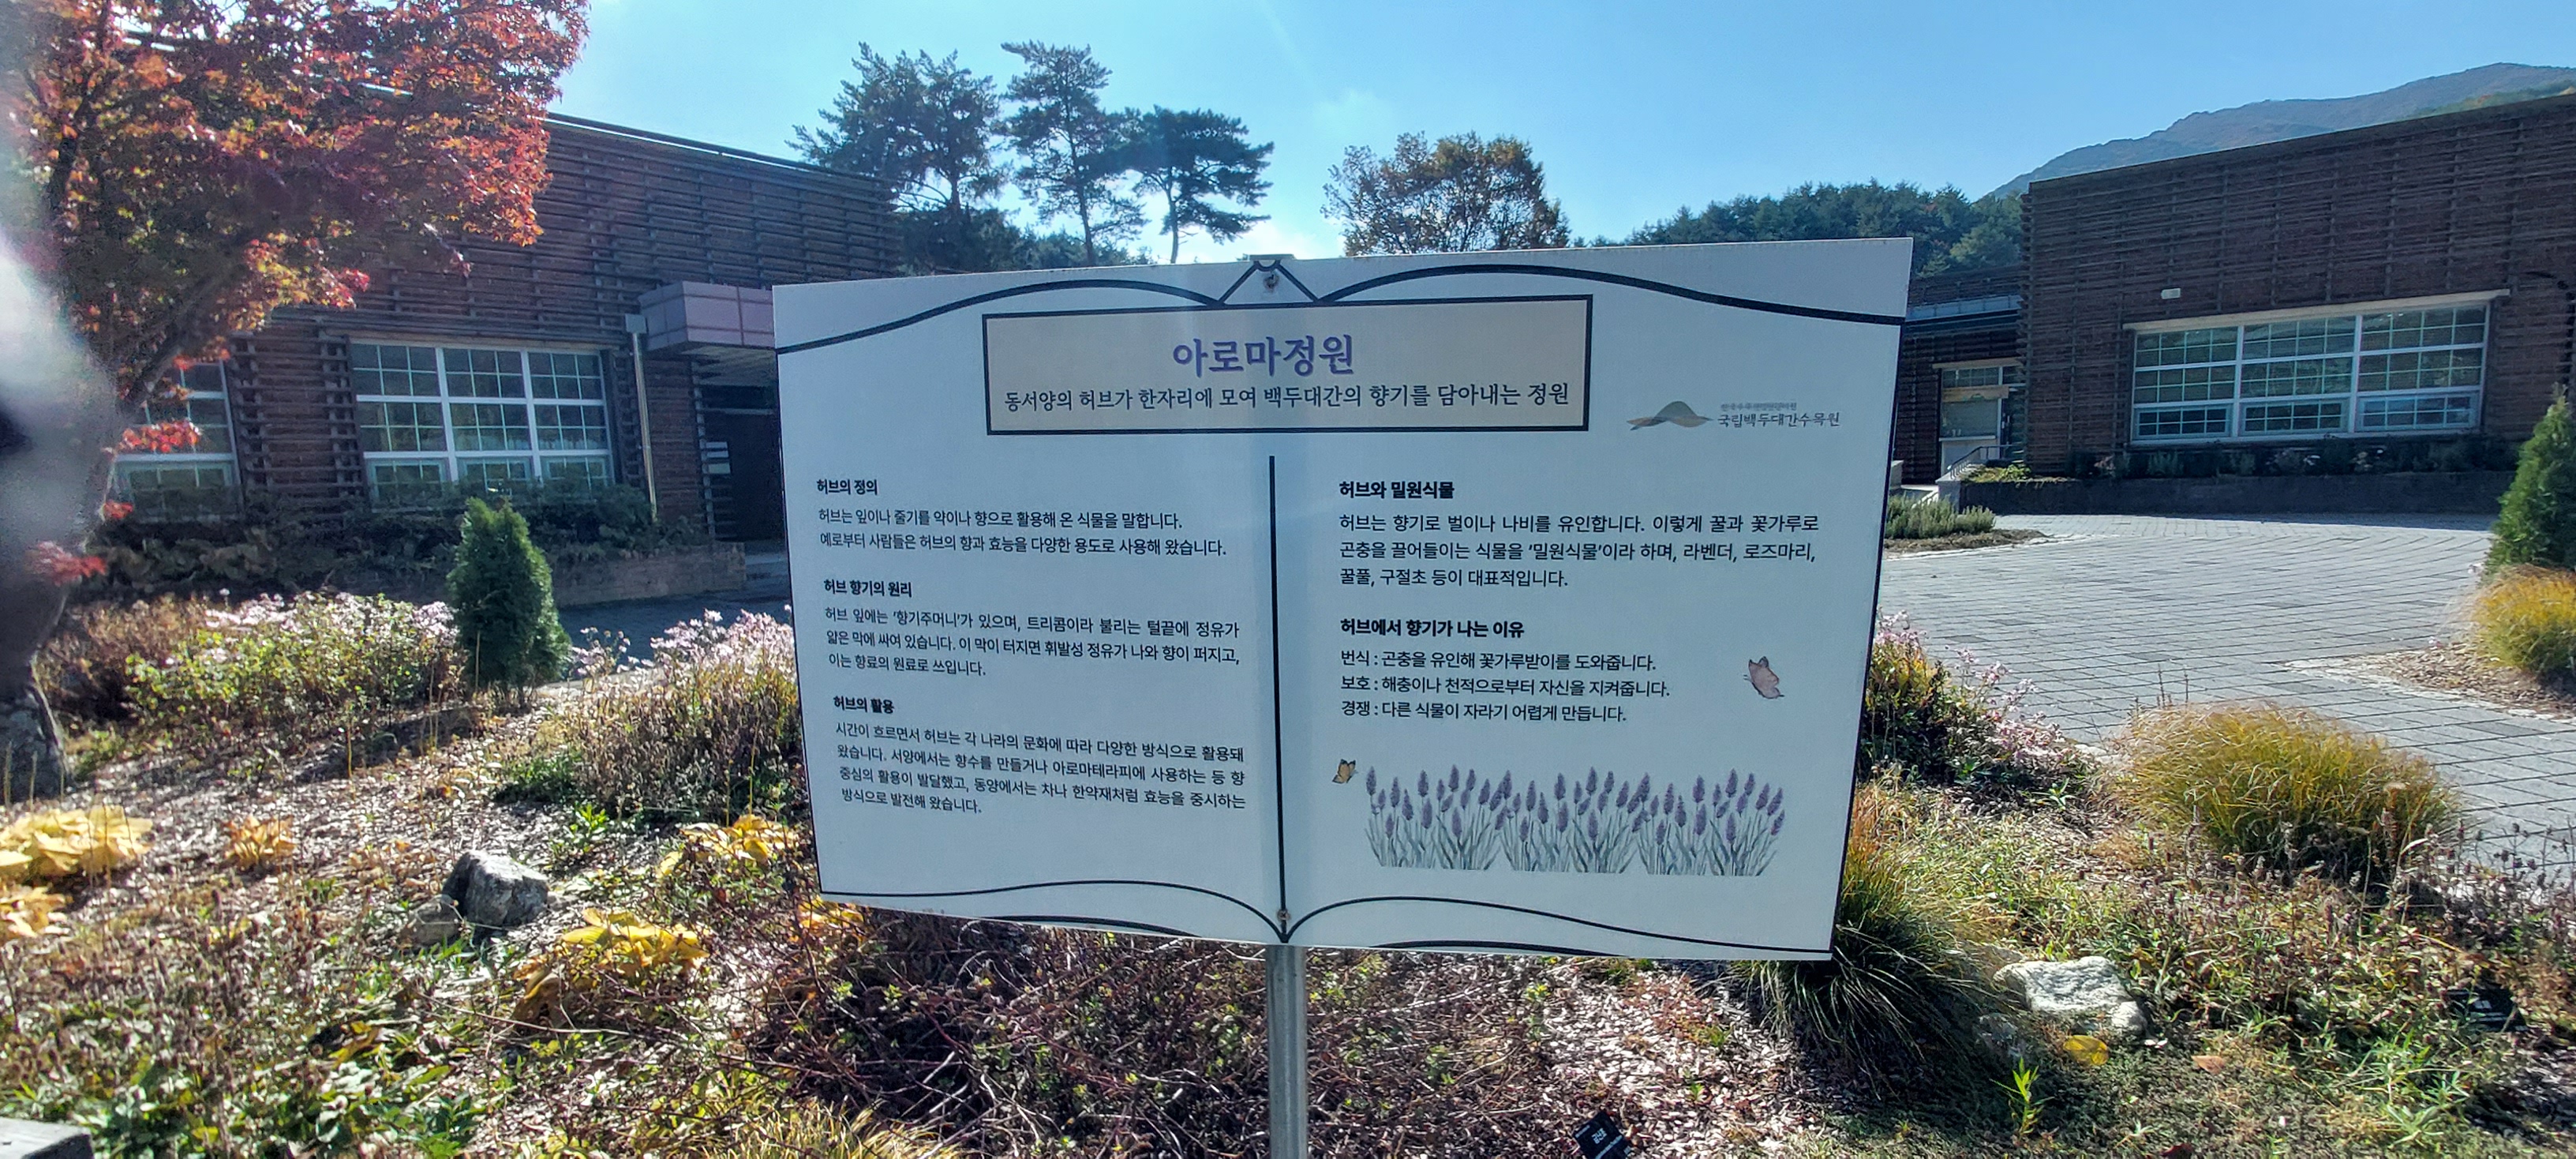 아로마정원
동서양의 허브가 한자리에 모여 백두대간의 향기를 담아내는 정원
국립백두대간수목원
허브의 정의
허브는 잎이나 줄기를 약이나 향으로 활용해 온 식물을 말합니다.
예로부터 사람들은 허브의 향과 효능을 다양한 용도로 사용해 왔습니다.
허브 향기의 원리
허브 잎에는 '향기주머니'가 있으며, 트리콤이라 불리는 털끝에 정유가
얇은 막에 싸여 있습니다. 이 막이 터지면 휘발성 정유가 나와 향이 퍼지고,
이는 향료의 원료로 쓰입니다.
허브의 활용
시간이 흐르면서 허브는 각 나라의 문화에 따라 다양한 방식으로 활용돼
왔습니다. 서양에서는 향수를 만들거나 아로마테라피에 사용하는 등 향
중심의 활용이 발달했고, 동양에서는 차나 한약재처럼 효능을 중시하는
방식으로 발전해 왔습니다.
허브와 밀원식물
허브는 향기로 벌이나 나비를 유인합니다. 이렇게 꿀과 꽃가루로
곤충을 끌어들이는 식물을 '밀원식물'이라 하며, 라벤더, 로즈마리,
꿀풀, 구절초 등이 대표적입니다.
허브에서 향기가 나는 이유
번식 : 곤충을 유인해 꽃가루받이를 도와줍니다.
보호 : 해충이나 천적으로부터 자신을 지켜줍니다.
경쟁 : 다른 식물이 자라기 어렵게 만듭니다.